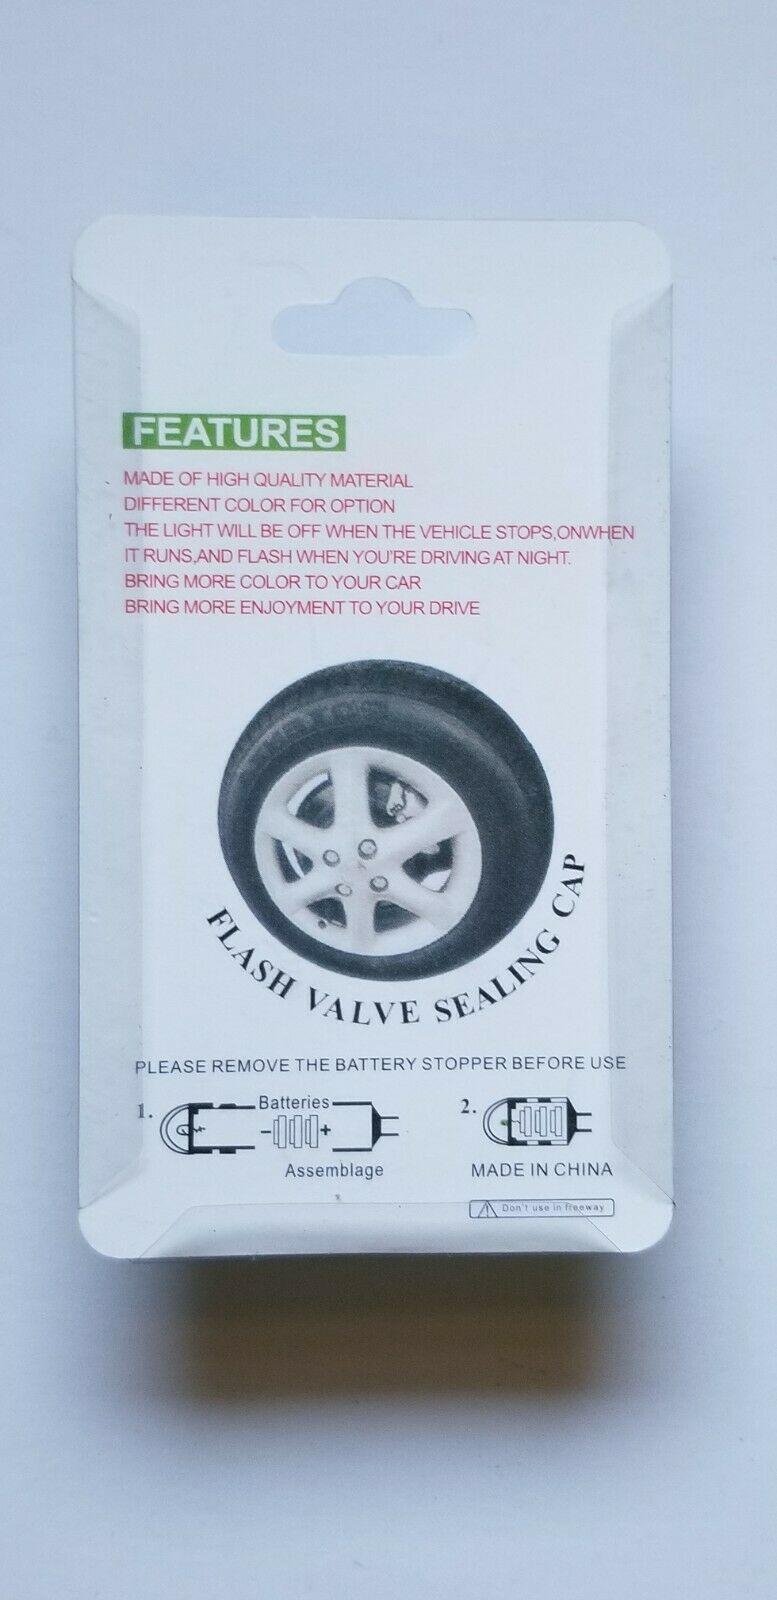 FEATURES
MADE OF HIGH QUALITY MATERIAL
DIFFERENT COLOR FOR OPTION
THE LIGHT WILL BE OFF WHEN THE VEHICLE STOPS,ONWHEN
IT RUNS,AND FLASH WHEN YOU'RE DRIVING AT NIGHT.
BRING MORE COLOR TO YOUR CAR
BRING MORE ENJOYMENT TO YOUR DRIVE
FLASH VALVE SEALING CAP
PLEASE REMOVE THE BATTERY STOPPER BEFORE USE
1. Batteries 2.
- +
Assemblage MADE IN CHINA
Don't use in freeway